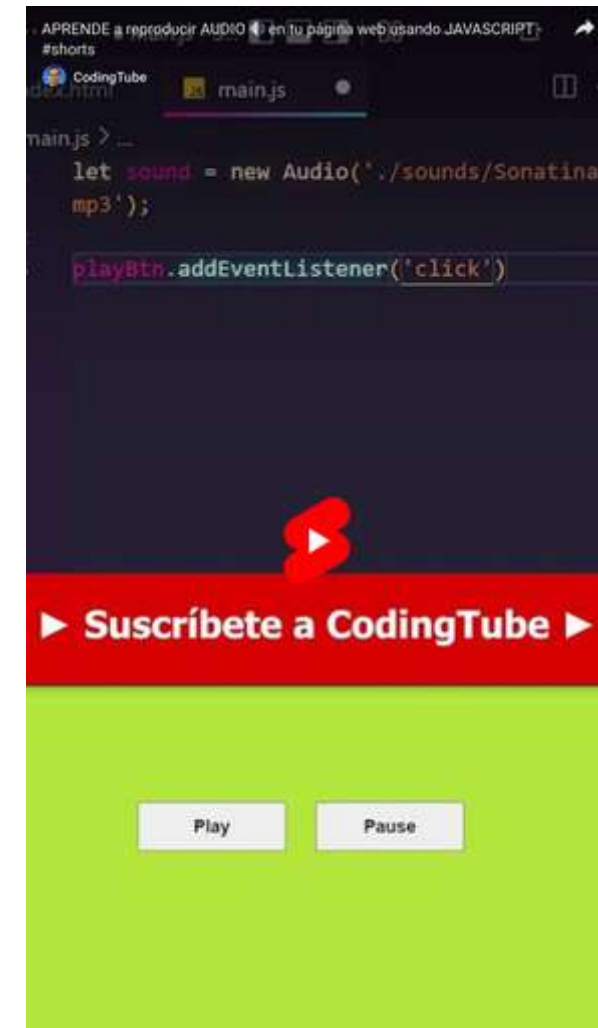 APRENDE a reproducir AUDIO 🔊 en tu página web usando JAVASCRIPT -
#shorts
CodingTube
main.js
main.js > ...
let sound = new Audio('./sounds/Sonatina
mp3');
playBtn.addEventListener('click')
► Suscríbete a CodingTube ►
Play
Pause